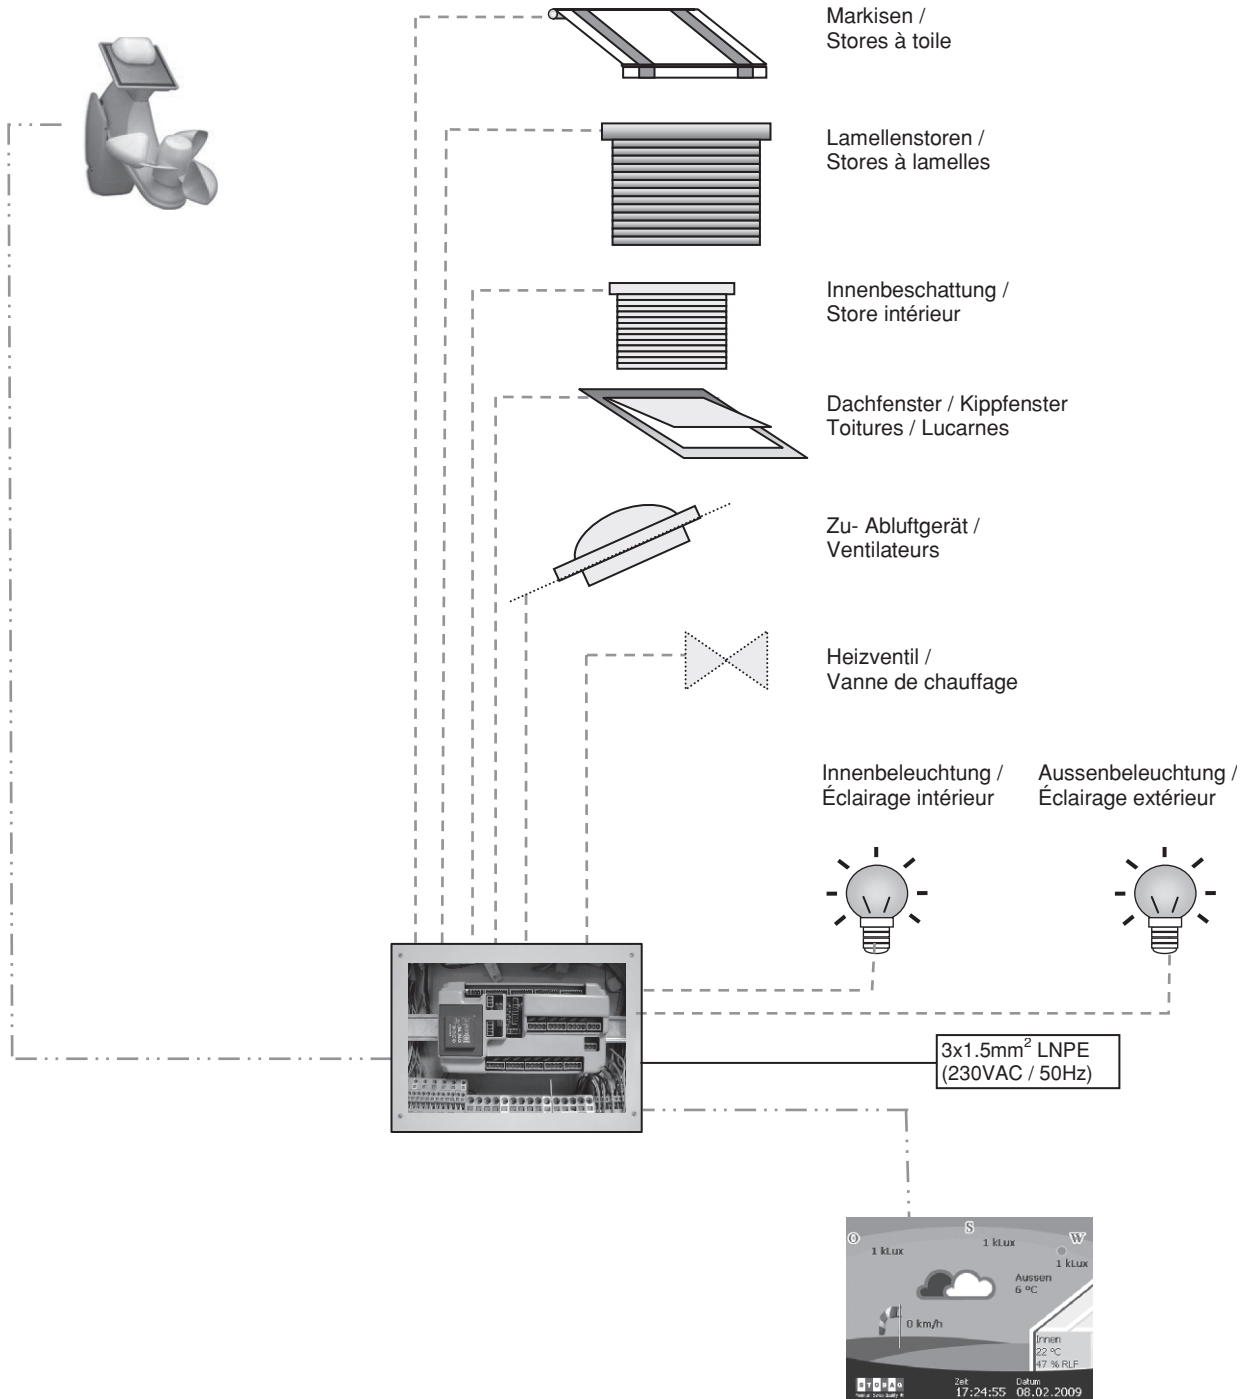 Markisen /
Stores à toile
Lamellenstoren /
Stores à lamelles
Innenbeschattung /
Store intérieur
Dachfenster / Kippfenster
Toitures / Lucarnes
Zu- Abluftgerät /
Ventilateurs
Heizventil /
Vanne de chauffage
Innenbeleuchtung /
Éclairage intérieur
Aussenbeleuchtung /
Éclairage extérieur
3x1.5mm² LNPE
(230VAC / 50Hz)
O
S
W
1 kLux
1 kLux
1 kLux
Aussen
6 °C
0 km/h
Innen
22 °C
47 % RLF
STOBAG
Zeit
17:24:55
Datum
08.02.2009